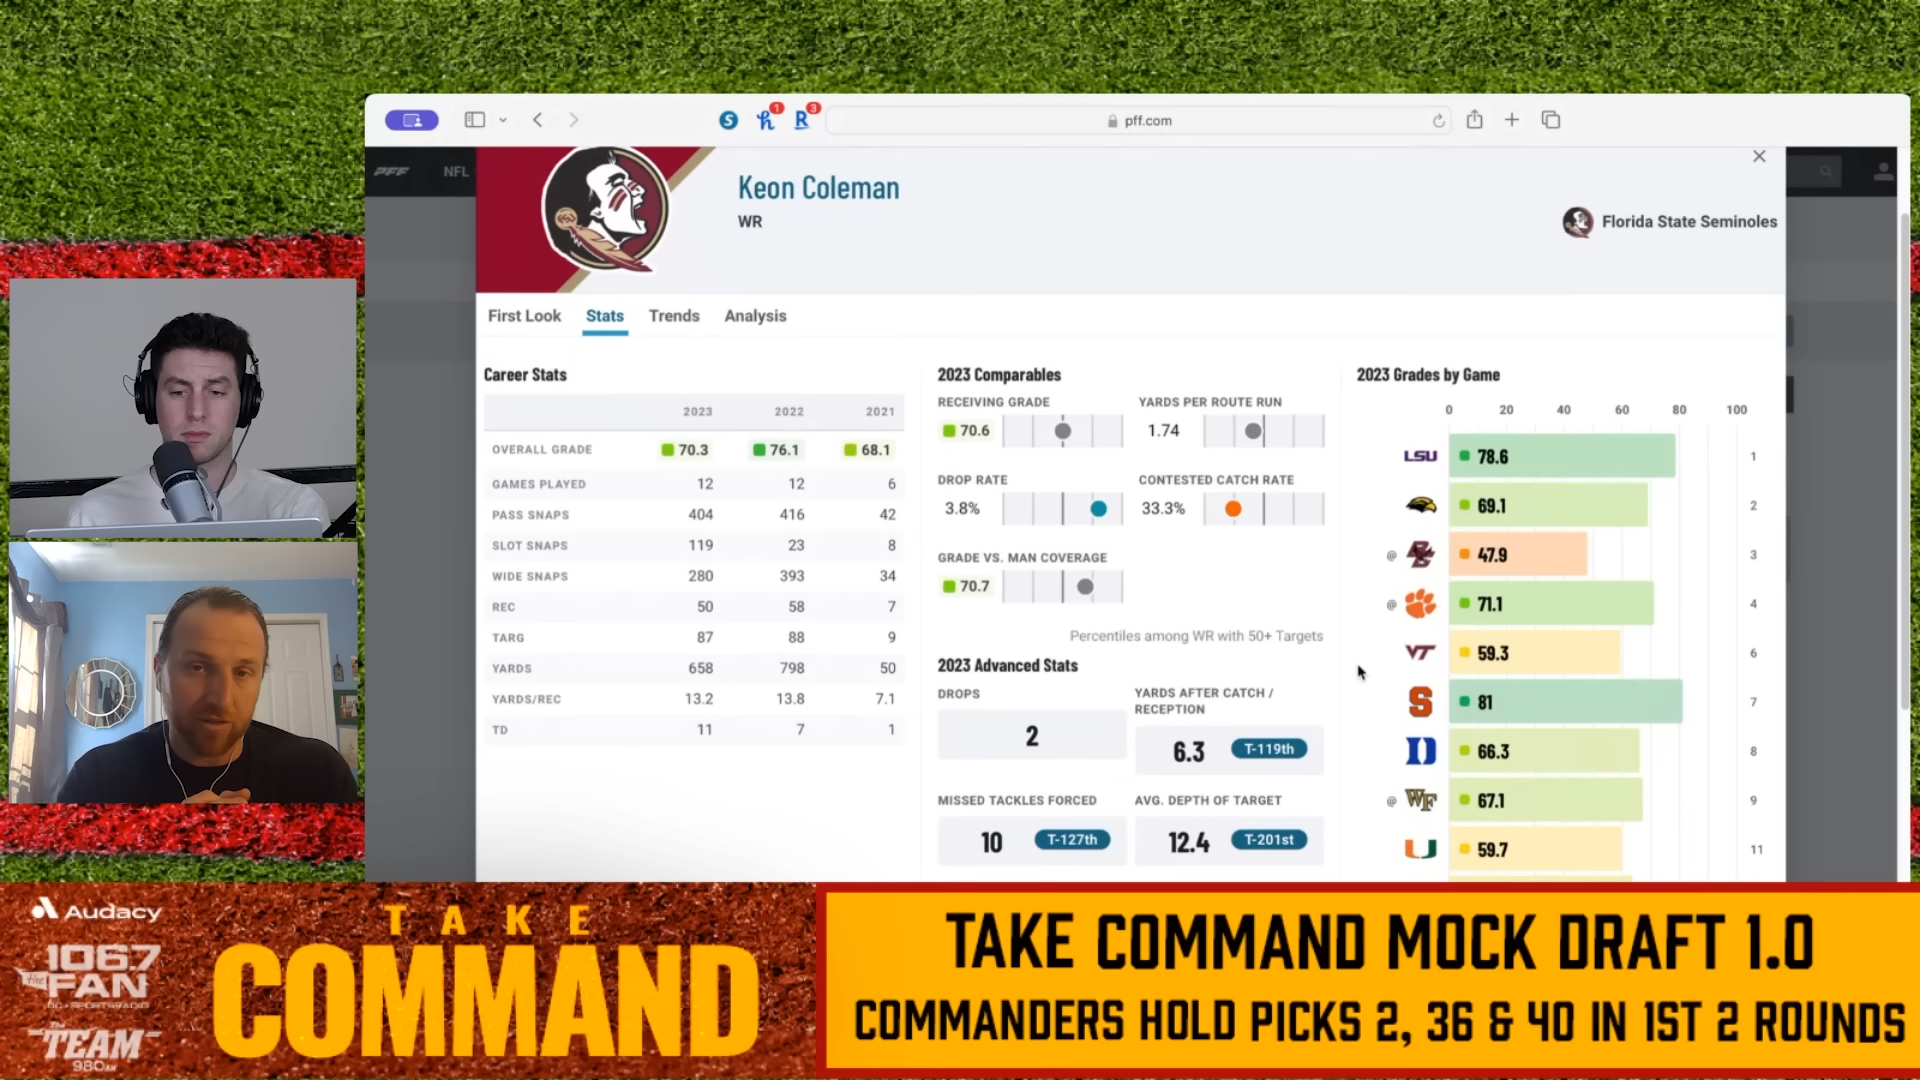 S
h
1
R
3
pff.com
PFF
NFL
Keon Coleman
WR
Florida State Seminoles
First Look
Stats
Trends
Analysis
Career Stats
2023
2022
2021
OVERALL GRADE
70.3
76.1
68.1
GAMES PLAYED
12
12
6
PASS SNAPS
404
416
42
SLOT SNAPS
119
23
8
WIDE SNAPS
280
393
34
REC
50
58
7
TARG
87
88
9
YARDS
658
798
50
YARDS/REC
13.2
13.8
7.1
TD
11
7
1
2023 Comparables
RECEIVING GRADE
70.6
YARDS PER ROUTE RUN
1.74
DROP RATE
3.8%
CONTESTED CATCH RATE
33.3%
GRADE VS. MAN COVERAGE
70.7
Percentiles among WR with 50+ Targets
2023 Advanced Stats
DROPS
2
YARDS AFTER CATCH /
RECEPTION
6.3
T-119th
MISSED TACKLES FORCED
10
T-127th
AVG. DEPTH OF TARGET
12.4
T-201st
2023 Grades by Game
0
20
40
60
80
100
LSU
78.6
1
69.1
2
@
BC
47.9
3
@
71.1
4
VT
59.3
6
S
81
7
D
66.3
8
@
WF
67.1
9
U
59.7
11
Audacy
106.7
the FAN
The
TEAM
980AM
TAKE
COMMAND
TAKE COMMAND MOCK DRAFT 1.0
COMMANDERS HOLD PICKS 2, 36 & 40 IN 1ST 2 ROUNDS